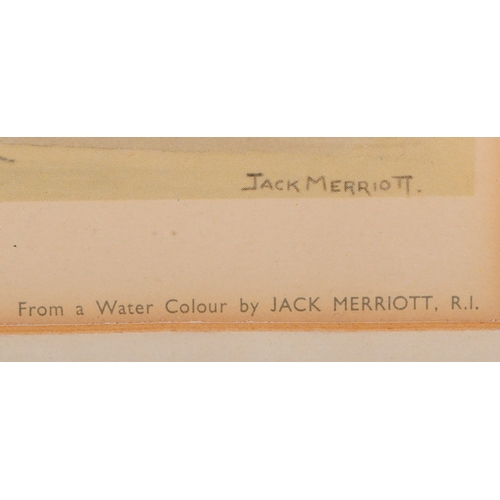 JACK MERRIOTT.
From a Water Colour by JACK MERRIOTT, R.I.